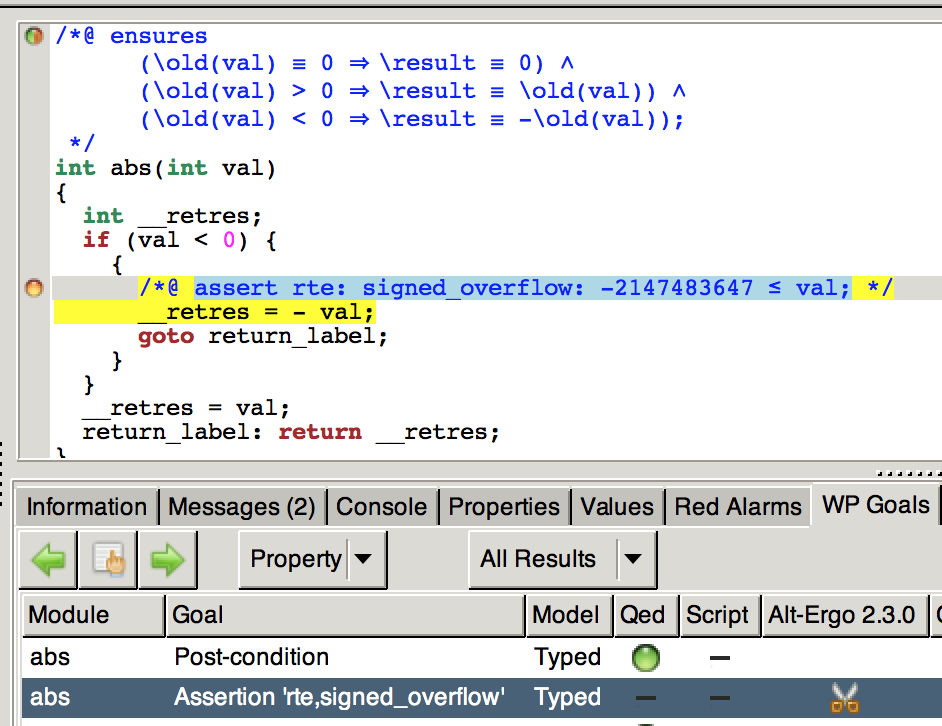 /*@ ensures
(\old(val) ≡ 0 ⇒ \result ≡ 0) ∧
(\old(val) > 0 ⇒ \result ≡ \old(val)) ∧
(\old(val) < 0 ⇒ \result ≡ -\old(val));
*/
int abs(int val)
{
int __retres;
if (val < 0) {
{
/*@ assert rte: signed_overflow: -2147483647 ≤ val; */
__retres = - val;
goto return_label;
}
}
__retres = val;
return_label: return __retres;
}
Information Messages (2) Console Properties Values Red Alarms WP Goals
Property All Results
Module Goal Model Qed Script Alt-Ergo 2.3.0
abs Post-condition Typed —
abs Assertion 'rte,signed_overflow' Typed — —